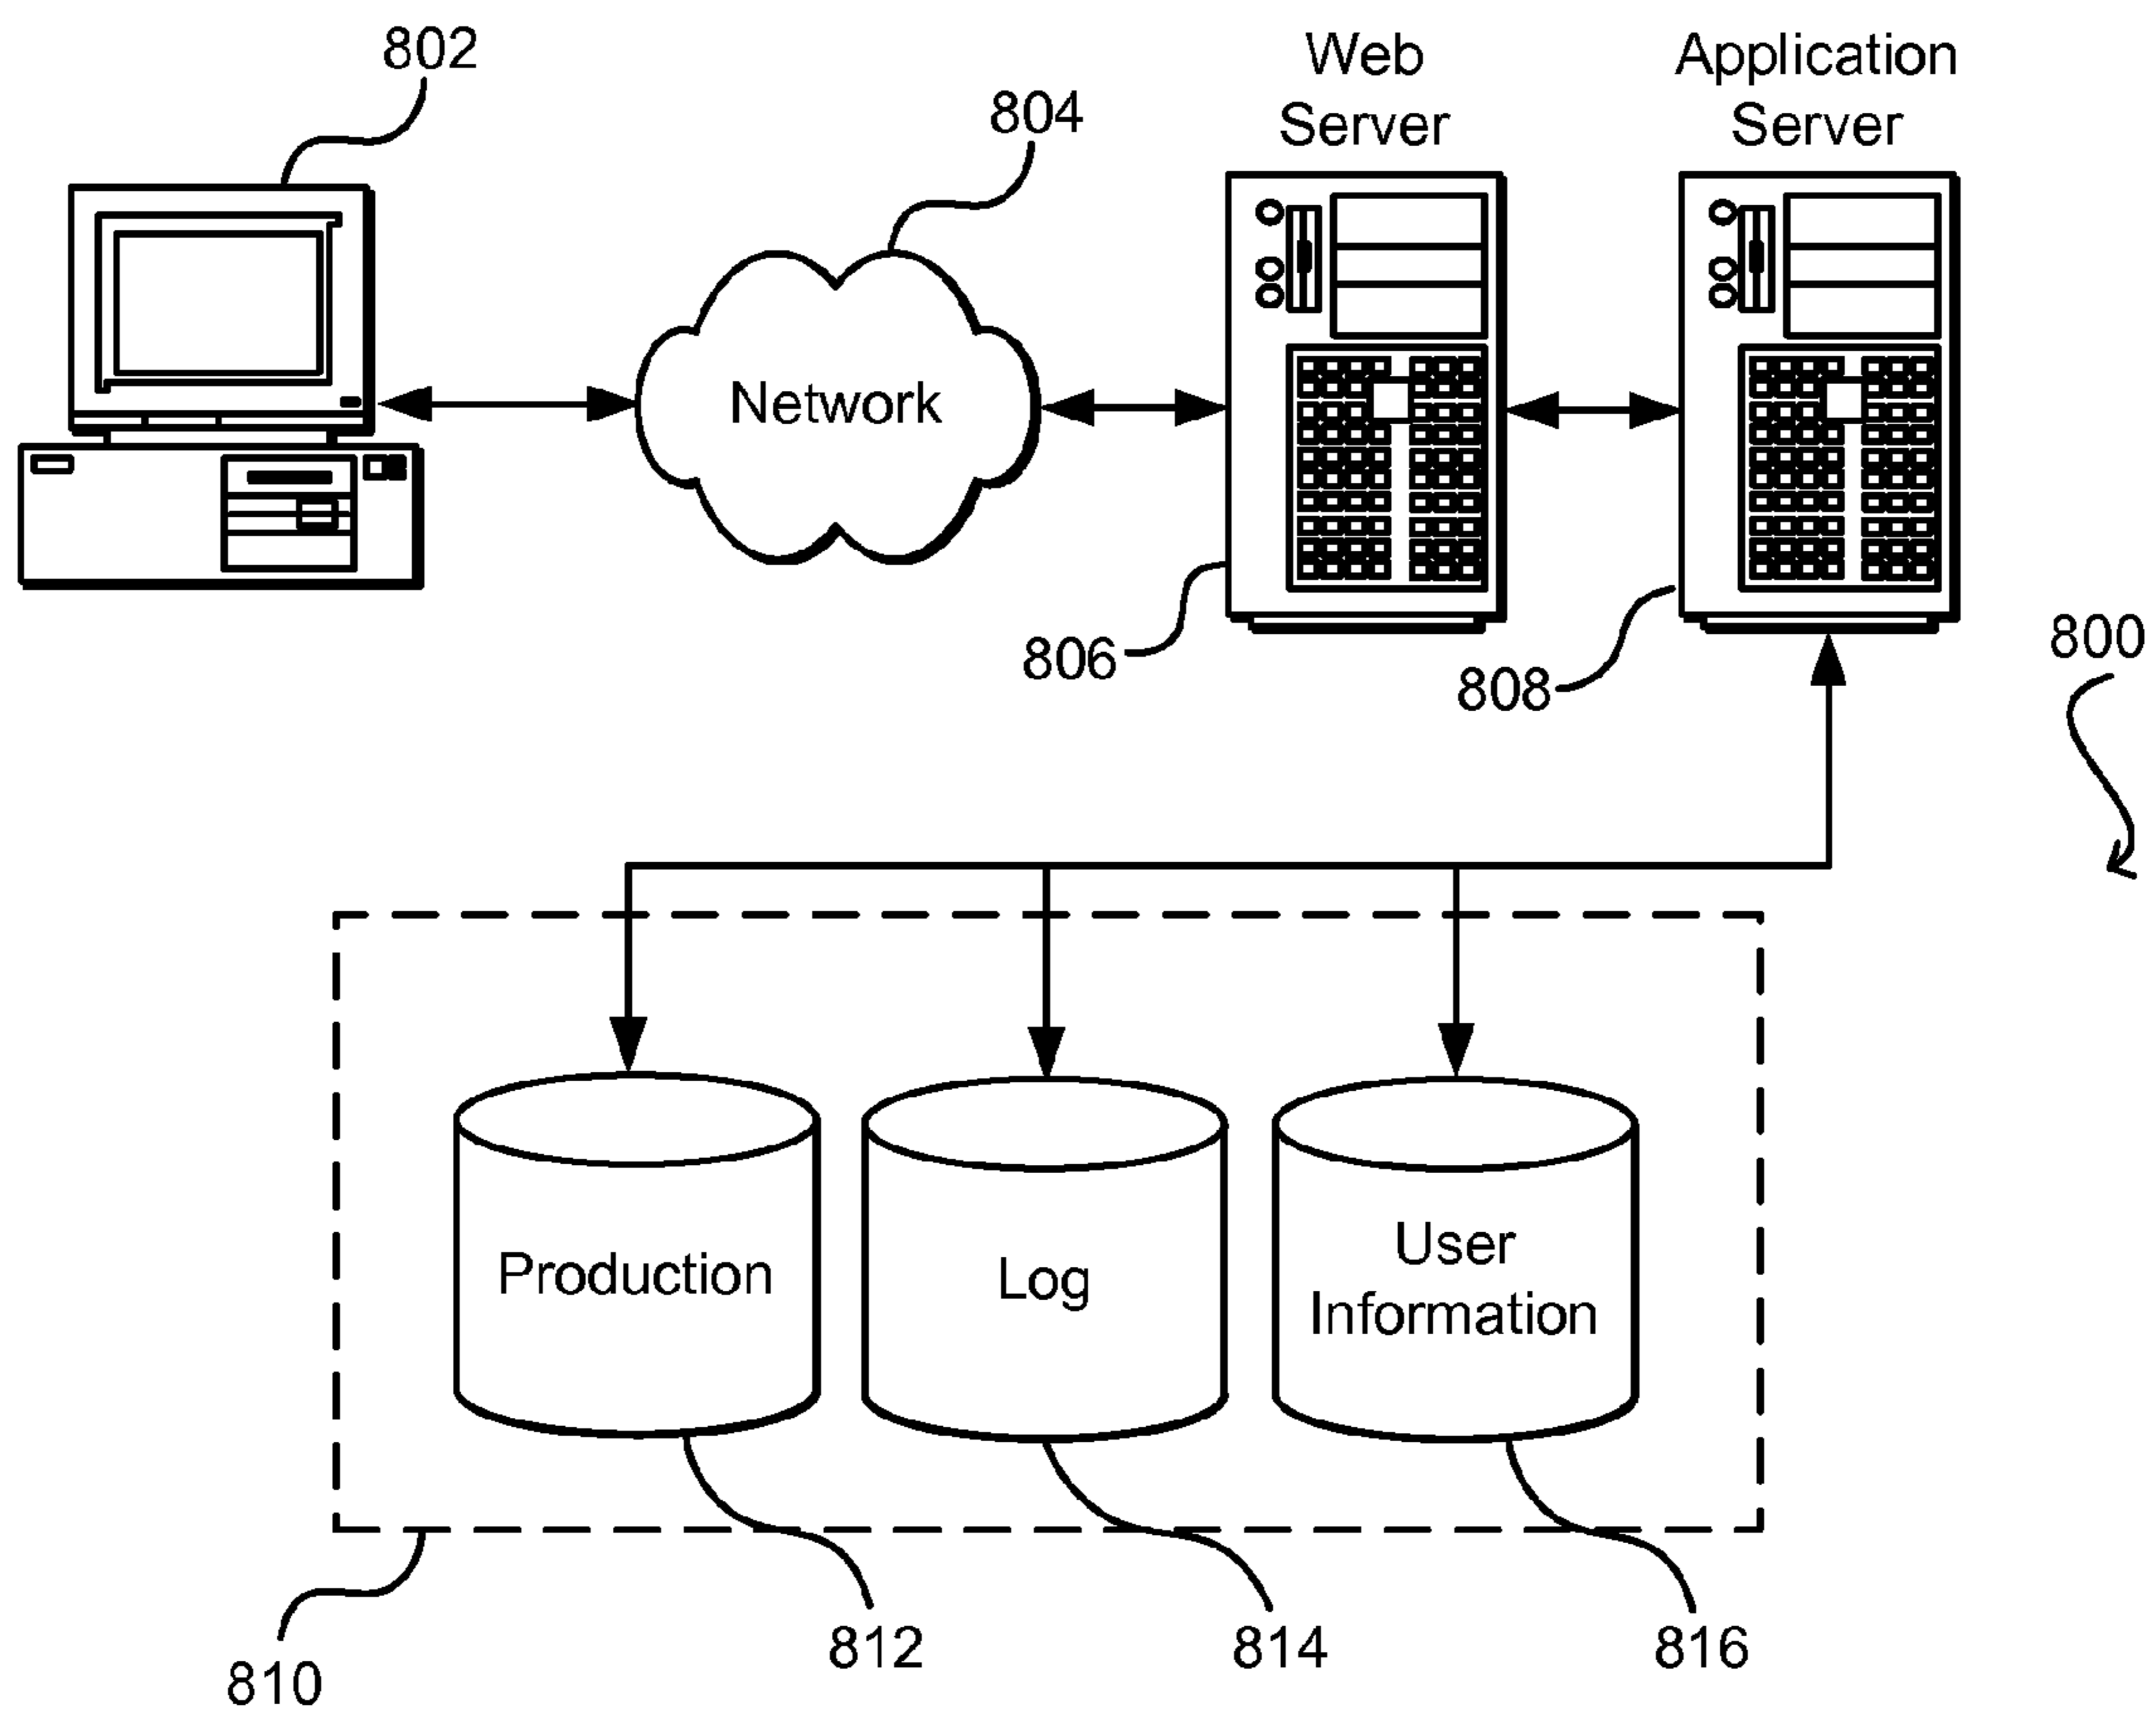 802
804
Web
Server
Application
Server
Network
806
808
800
Production
Log
User
Information
810
812
814
816